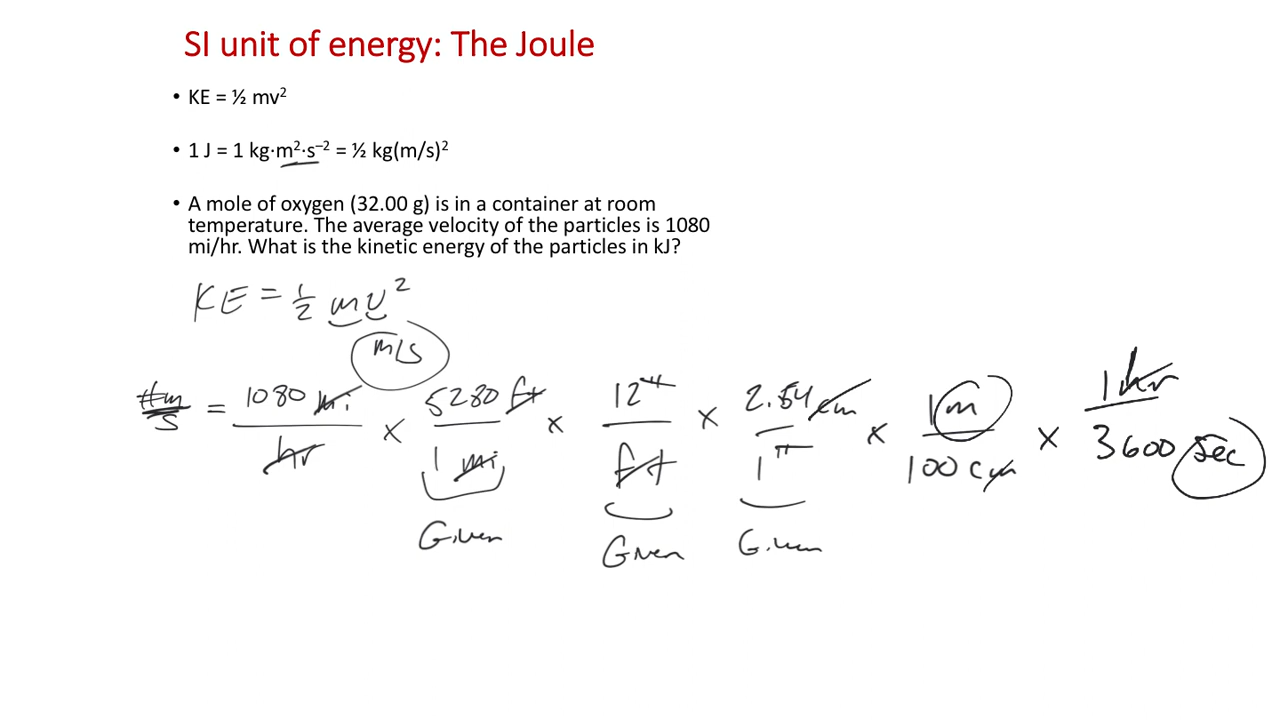 SI unit of energy: The Joule
• KE = ½ mv²
• 1 J = 1 kg·m²·s⁻² = ½ kg(m/s)²
• A mole of oxygen (32.00 g) is in a container at room
temperature. The average velocity of the particles is 1080
mi/hr. What is the kinetic energy of the particles in kJ?
KE = 1/2 mv²
m/s
#m/s = 1080 mi/hr × 5280 ft/1 mi × 12"/ft × 2.54 cm/1" × 1m/100 cm × 1 hr/3600 sec
Given Given Given